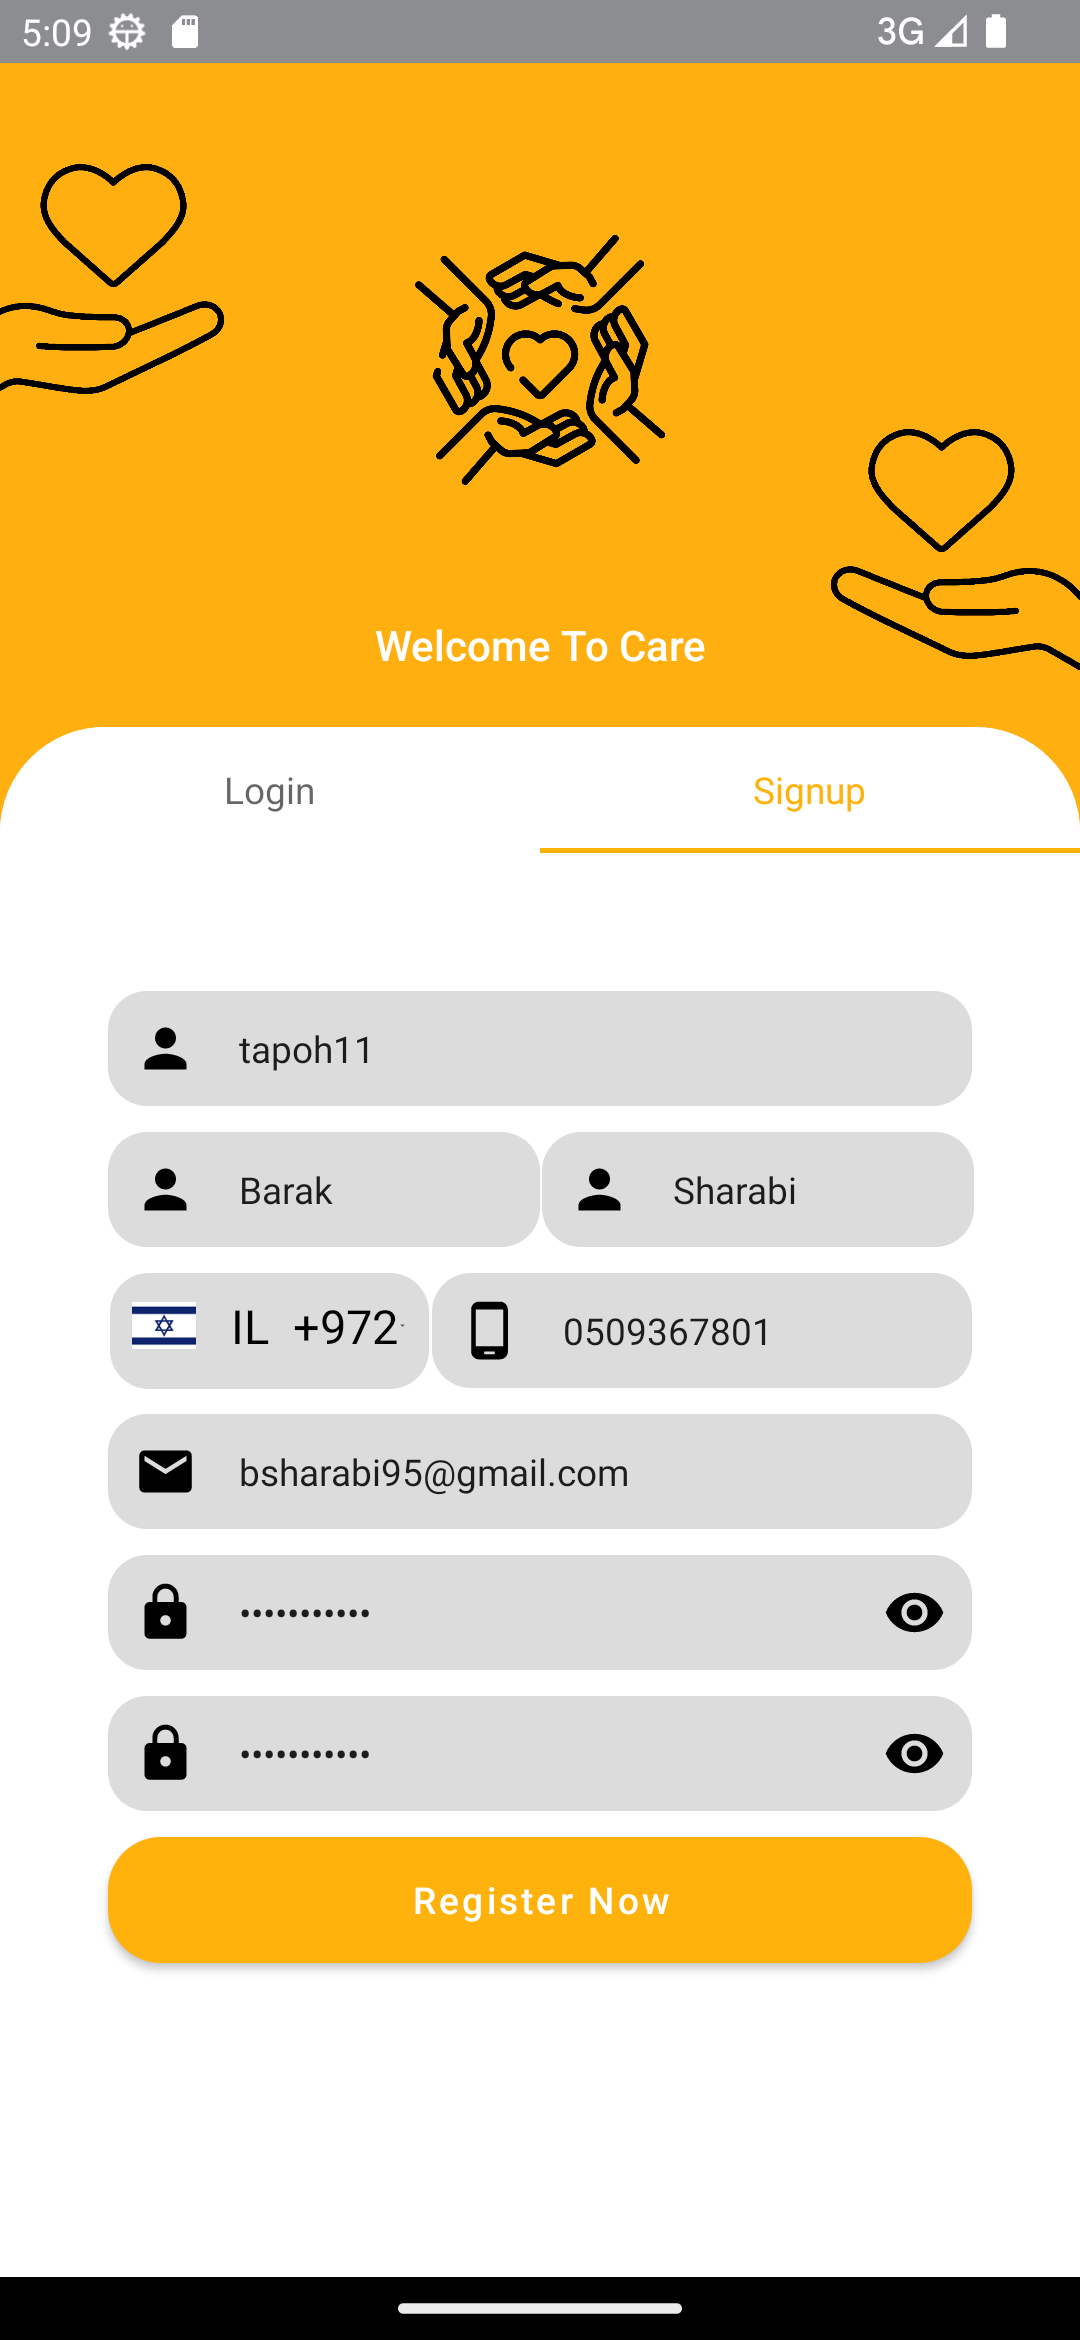 5:09 3G
Welcome To Care
Login Signup
tapoh11
Barak Sharabi
IL +972 0509367801
bsharabi95@gmail.com
•••••••••••
•••••••••••
Register Now